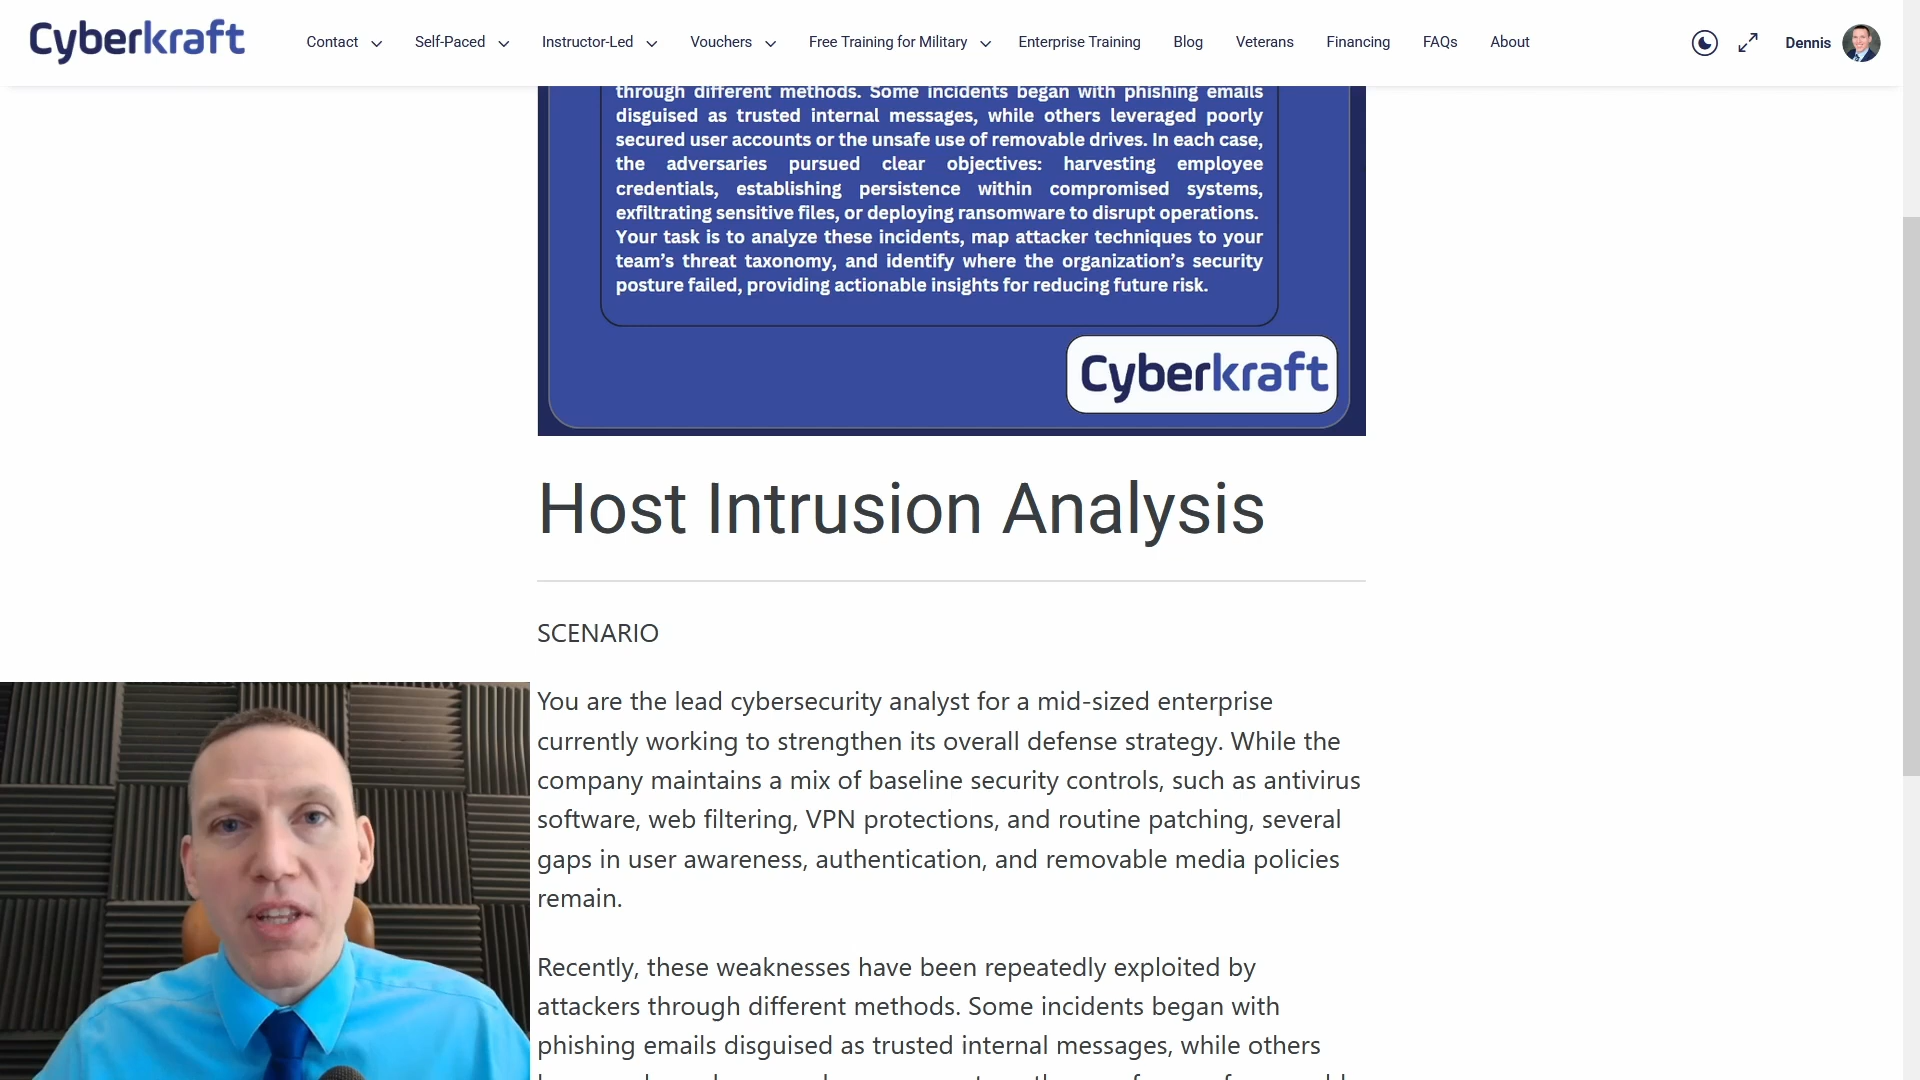 Cyberkraft
Contact Self-Paced Instructor-Led Vouchers Free Training for Military Enterprise Training Blog Veterans Financing FAQs About Dennis
through different methods. Some incidents began with phishing emails
disguised as trusted internal messages, while others leveraged poorly
secured user accounts or the unsafe use of removable drives. In each case,
the adversaries pursued clear objectives: harvesting employee
credentials, establishing persistence within compromised systems,
exfiltrating sensitive files, or deploying ransomware to disrupt operations.
Your task is to analyze these incidents, map attacker techniques to your
team’s threat taxonomy, and identify where the organization’s security
posture failed, providing actionable insights for reducing future risk.
Cyberkraft
Host Intrusion Analysis
SCENARIO
You are the lead cybersecurity analyst for a mid-sized enterprise
currently working to strengthen its overall defense strategy. While the
company maintains a mix of baseline security controls, such as antivirus
software, web filtering, VPN protections, and routine patching, several
gaps in user awareness, authentication, and removable media policies
remain.
Recently, these weaknesses have been repeatedly exploited by
attackers through different methods. Some incidents began with
phishing emails disguised as trusted internal messages, while others